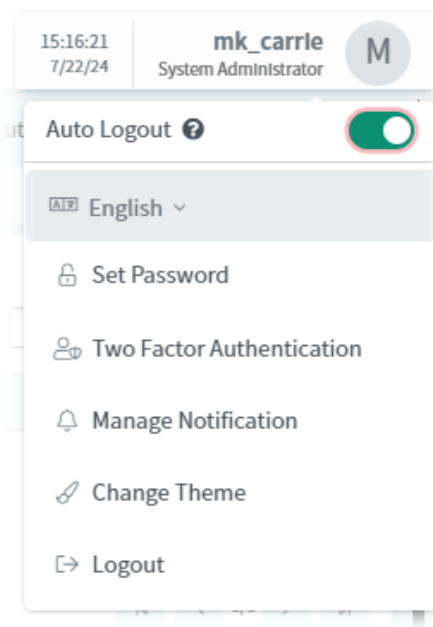 15:16:21
mk_carrie
7/22/24
System Administrator
M
Auto Logout
English
Set Password
Two Factor Authentication
Manage Notification
Change Theme
Logout